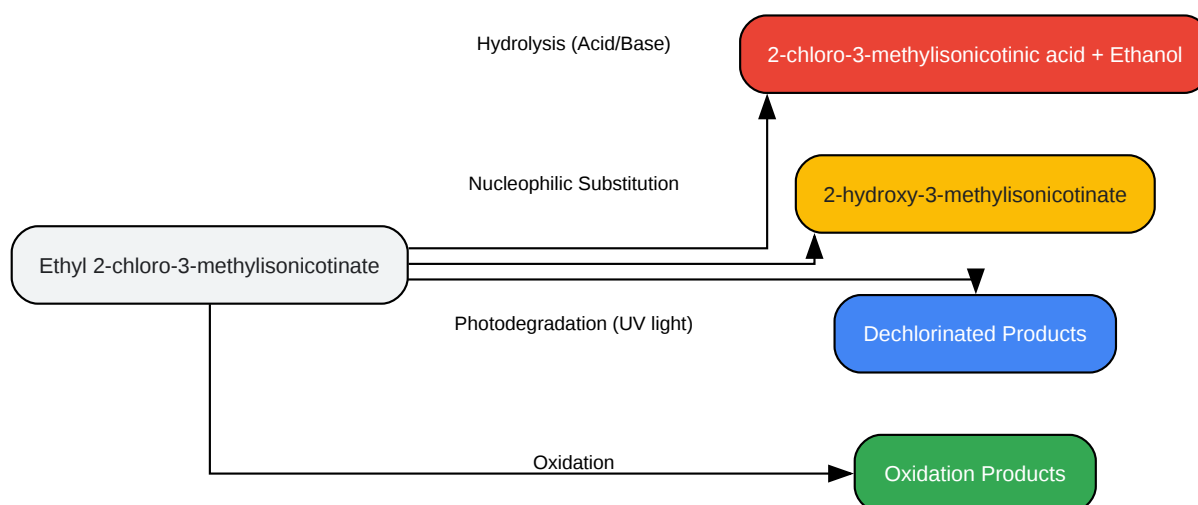 Hydrolysis (Acid/Base)
2-chloro-3-methylisonicotinic acid + Ethanol
Nucleophilic Substitution
2-hydroxy-3-methylisonicotinate
Ethyl 2-chloro-3-methylisonicotinate
Photodegradation (UV light)
Dechlorinated Products
Oxidation
Oxidation Products